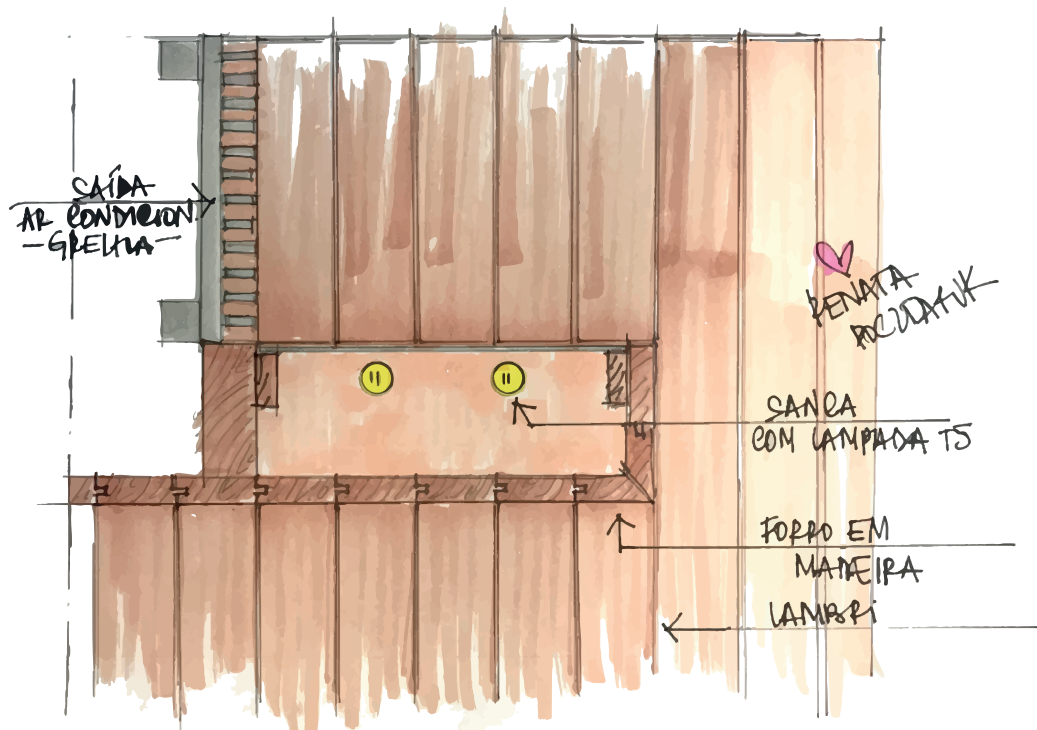 SAÍDA
AR CONDICION.
-GRELHA-
RENATA
SANCA
COM LAMPADA T5
FORRO EM
MADEIRA
LAMBRI